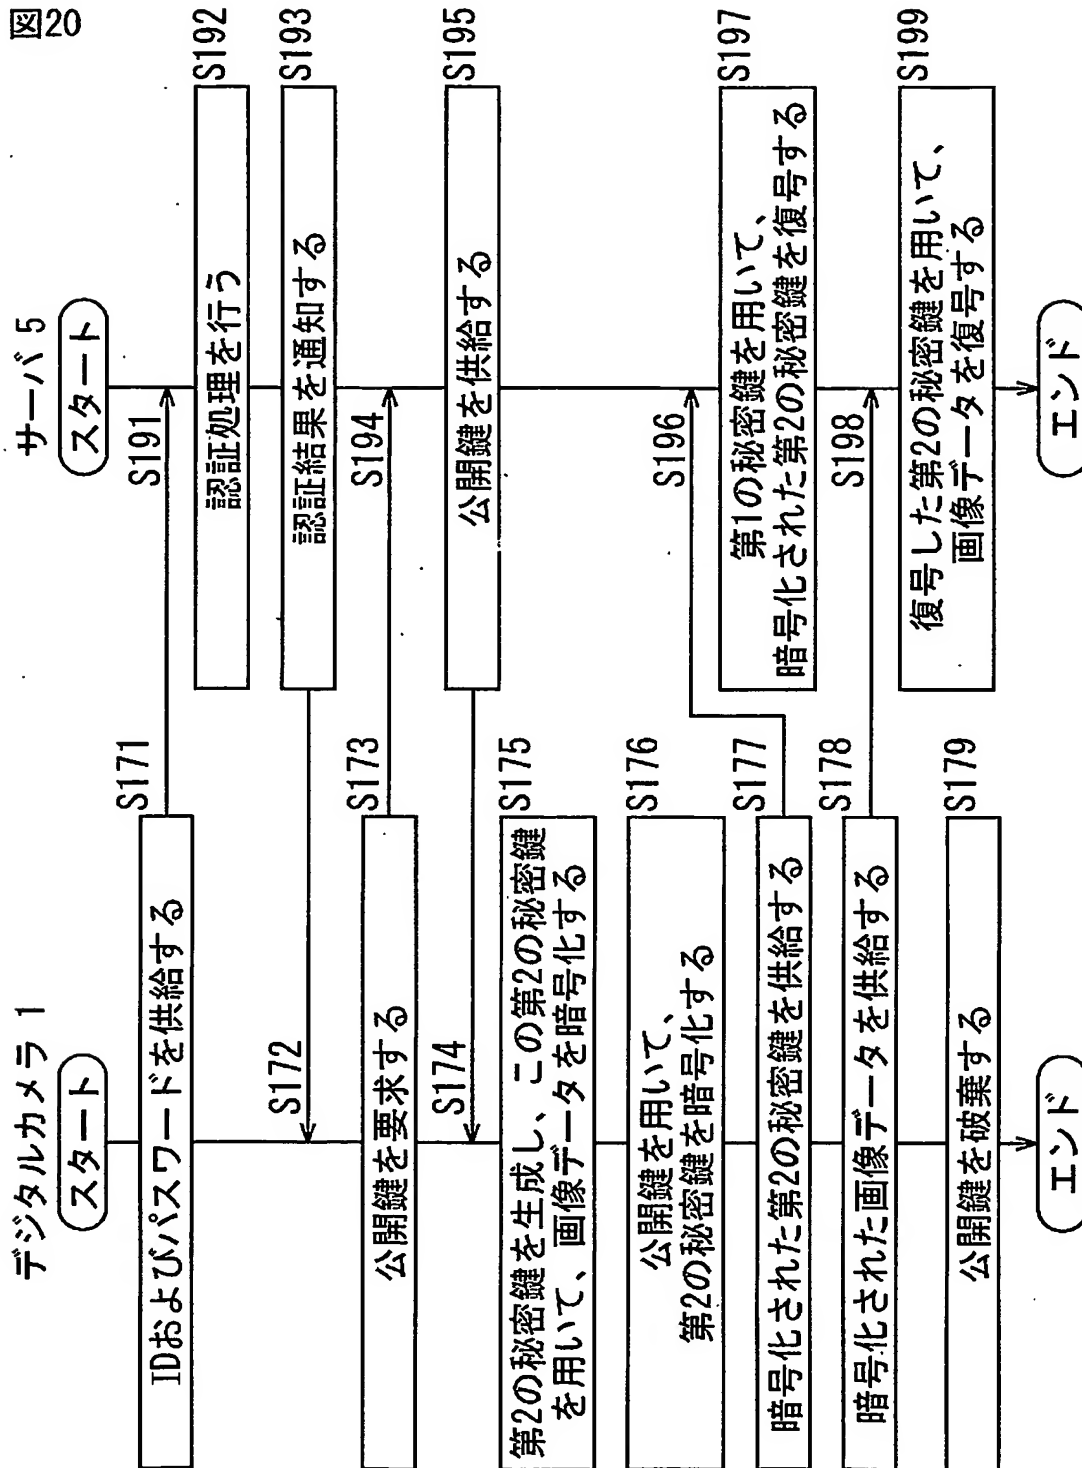 図20
デジタルカメラ 1
スタート
S171
IDおよびパスワードを供給する
S172
S173
公開鍵を要求する
S174
S175
第2の秘密鍵を生成し、この第2の秘密鍵
を用いて、画像データを暗号化する
S176
公開鍵を用いて、
第2の秘密鍵を暗号化する
S177
暗号化された第2の秘密鍵を供給する
S178
暗号化された画像データを供給する
S179
公開鍵を破棄する
エンド
サーバ 5
スタート
S191
S192
認証処理を行う
S193
認証結果を通知する
S194
S195
公開鍵を供給する
S196
S197
第1の秘密鍵を用いて、
暗号化された第2の秘密鍵を復号する
S198
S199
復号した第2の秘密鍵を用いて、
画像データを復号する
エンド